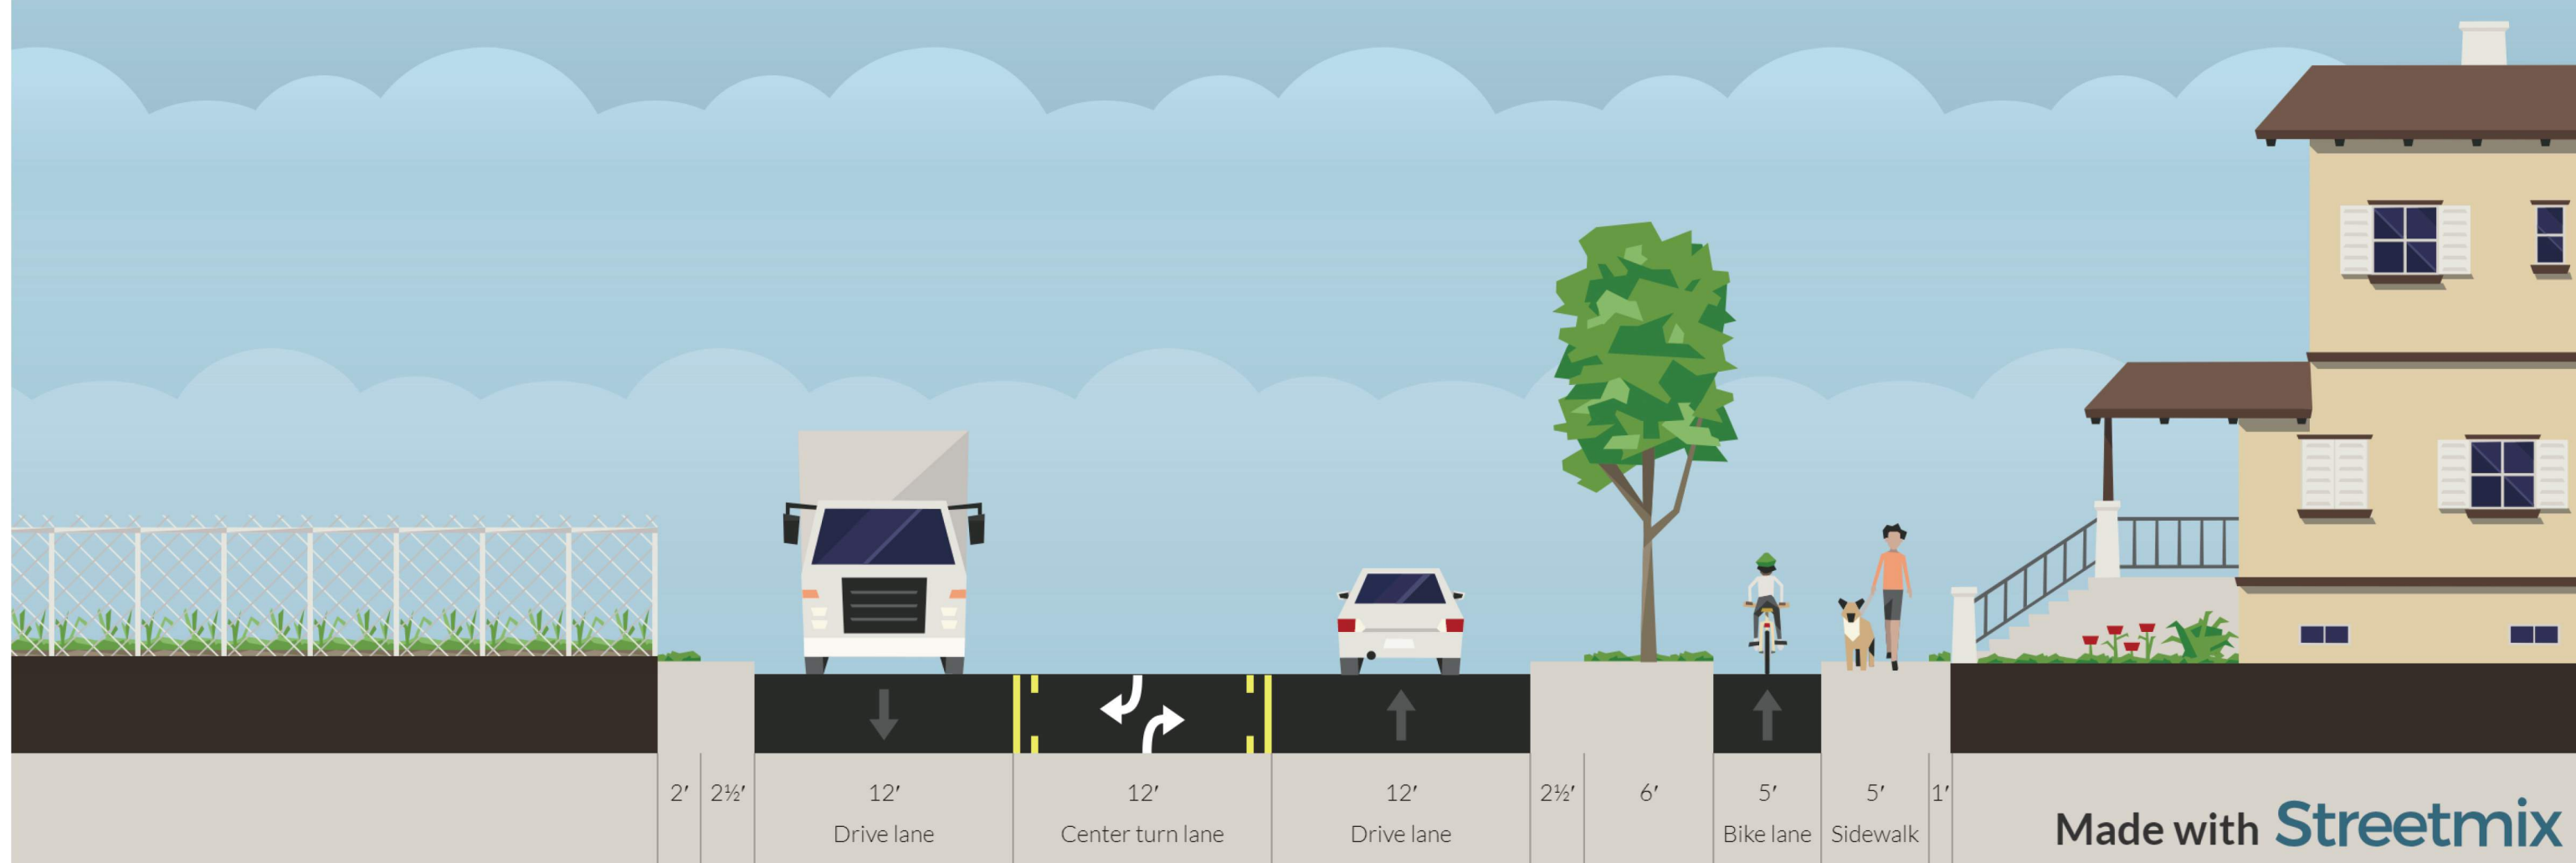 2′ 2½′ 12′ 12′ 12′ 2½′ 6′ 5′ 5′ 1′
Drive lane Center turn lane Drive lane Bike lane Sidewalk
Made with Streetmix